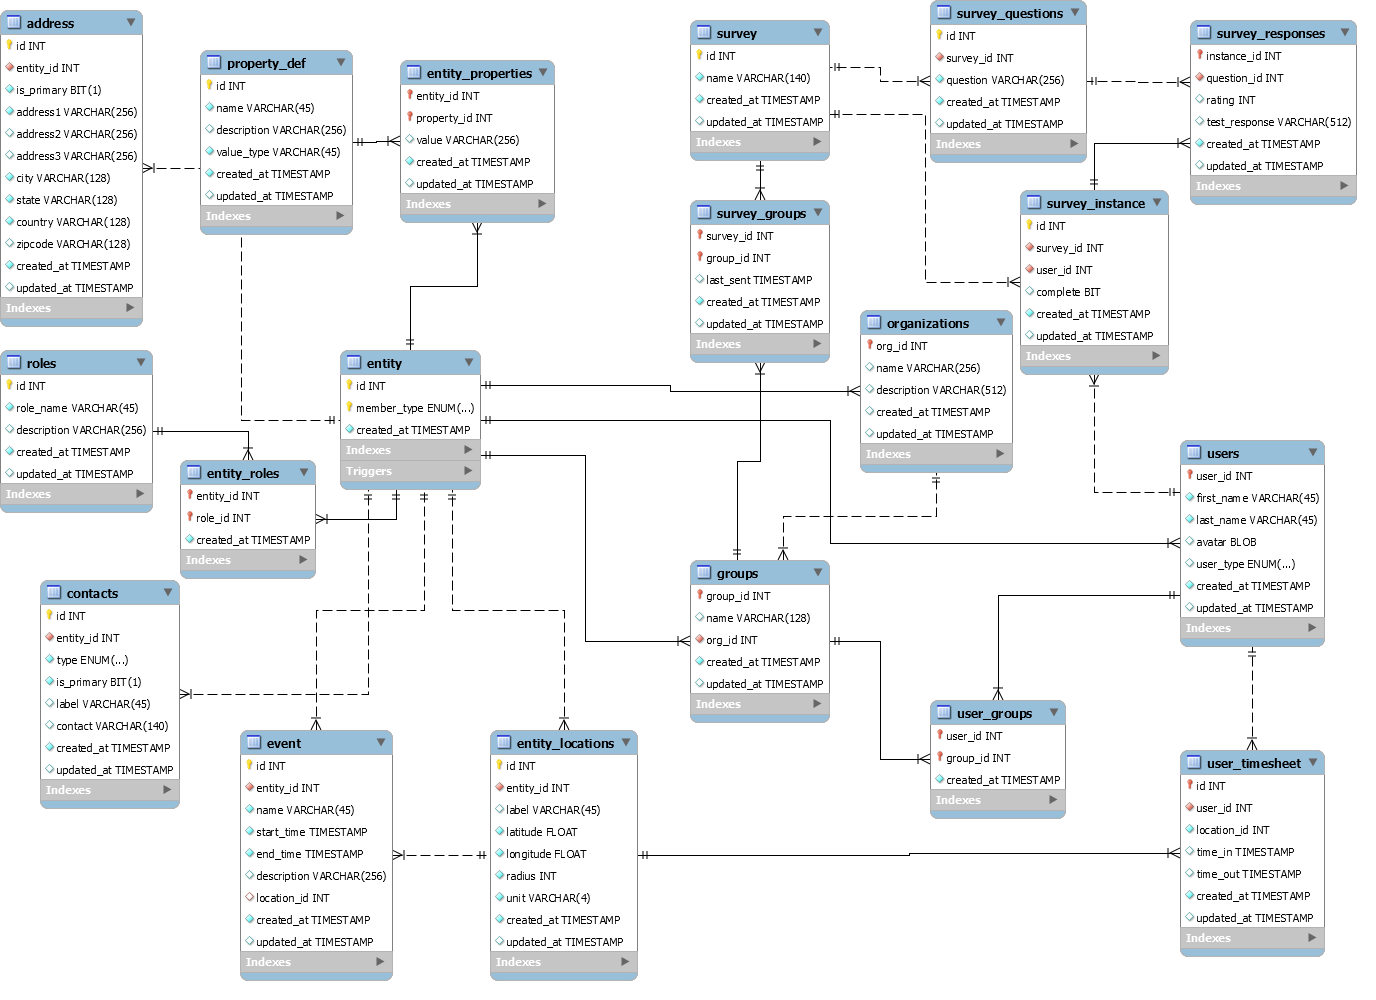 address
id INT
entity_id INT
is_primary BIT(1)
address1 VARCHAR(256)
address2 VARCHAR(256)
address3 VARCHAR(256)
city VARCHAR(128)
state VARCHAR(128)
country VARCHAR(128)
zipcode VARCHAR(128)
created_at TIMESTAMP
updated_at TIMESTAMP
Indexes
property_def
id INT
name VARCHAR(45)
description VARCHAR(256)
value_type VARCHAR(45)
created_at TIMESTAMP
updated_at TIMESTAMP
Indexes
entity_properties
entity_id INT
property_id INT
value VARCHAR(256)
created_at TIMESTAMP
updated_at TIMESTAMP
Indexes
survey
id INT
name VARCHAR(140)
created_at TIMESTAMP
updated_at TIMESTAMP
Indexes
survey_questions
id INT
survey_id INT
question VARCHAR(256)
created_at TIMESTAMP
updated_at TIMESTAMP
Indexes
survey_responses
instance_id INT
question_id INT
rating INT
test_response VARCHAR(512)
created_at TIMESTAMP
updated_at TIMESTAMP
Indexes
survey_groups
survey_id INT
group_id INT
last_sent TIMESTAMP
created_at TIMESTAMP
updated_at TIMESTAMP
Indexes
survey_instance
id INT
survey_id INT
user_id INT
complete BIT
created_at TIMESTAMP
updated_at TIMESTAMP
Indexes
organizations
org_id INT
name VARCHAR(256)
description VARCHAR(512)
created_at TIMESTAMP
updated_at TIMESTAMP
Indexes
roles
id INT
role_name VARCHAR(45)
description VARCHAR(256)
created_at TIMESTAMP
updated_at TIMESTAMP
Indexes
entity
id INT
member_type ENUM(...)
created_at TIMESTAMP
Indexes
Triggers
entity_roles
entity_id INT
role_id INT
created_at TIMESTAMP
Indexes
users
user_id INT
first_name VARCHAR(45)
last_name VARCHAR(45)
avatar BLOB
user_type ENUM(...)
created_at TIMESTAMP
updated_at TIMESTAMP
Indexes
contacts
id INT
entity_id INT
type ENUM(...)
is_primary BIT(1)
label VARCHAR(45)
contact VARCHAR(140)
created_at TIMESTAMP
updated_at TIMESTAMP
Indexes
groups
group_id INT
name VARCHAR(128)
org_id INT
created_at TIMESTAMP
updated_at TIMESTAMP
Indexes
event
id INT
entity_id INT
name VARCHAR(45)
start_time TIMESTAMP
end_time TIMESTAMP
description VARCHAR(256)
location_id INT
created_at TIMESTAMP
updated_at TIMESTAMP
Indexes
entity_locations
id INT
entity_id INT
label VARCHAR(45)
latitude FLOAT
longitude FLOAT
radius INT
unit VARCHAR(4)
created_at TIMESTAMP
updated_at TIMESTAMP
Indexes
user_groups
user_id INT
group_id INT
created_at TIMESTAMP
Indexes
user_timesheet
id INT
user_id INT
location_id INT
time_in TIMESTAMP
time_out TIMESTAMP
created_at TIMESTAMP
updated_at TIMESTAMP
Indexes